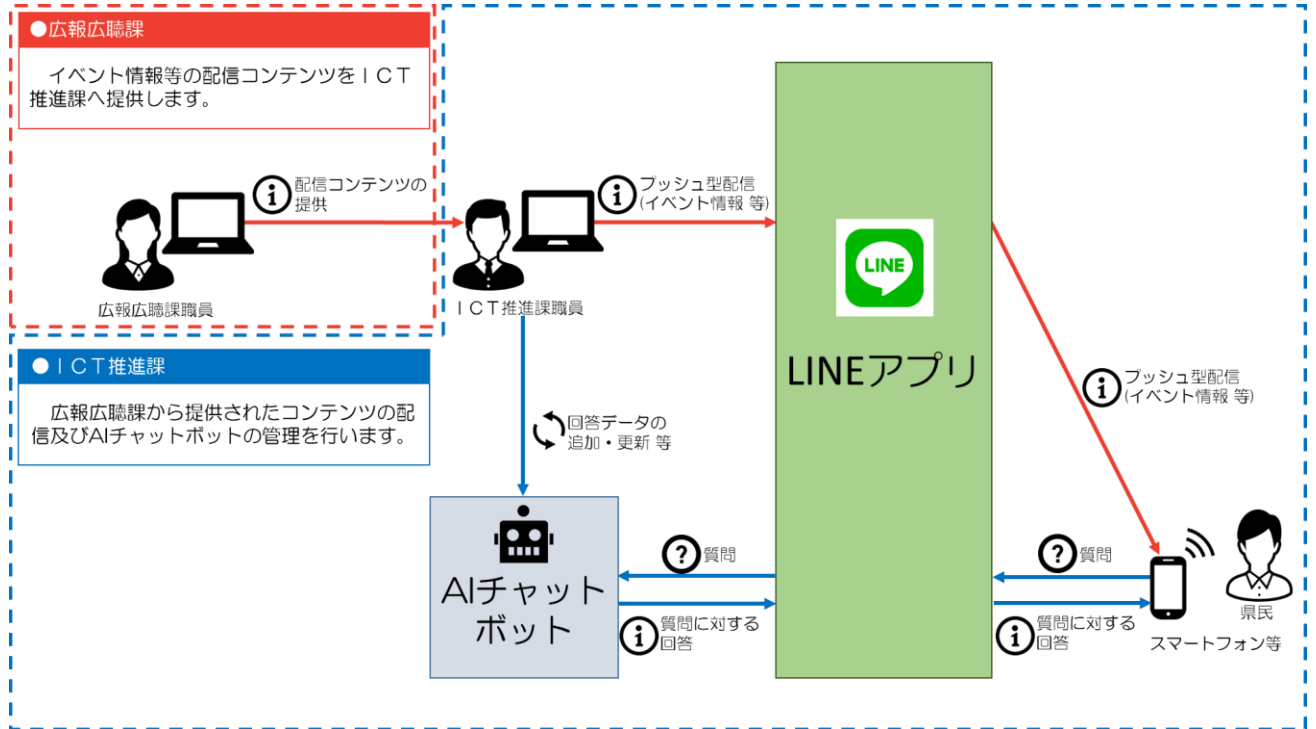 ●広報広聴課
　イベント情報等の配信コンテンツをＩＣＴ
推進課へ提供します。
配信コンテンツの
提供
広報広聴課職員
プッシュ型配信
(イベント情報 等)
ＩＣＴ推進課職員
LINE
LINEアプリ
プッシュ型配信
(イベント情報 等)
●ＩＣＴ推進課
　広報広聴課から提供されたコンテンツの配
信及びAIチャットボットの管理を行います。
回答データの
追加・更新 等
AIチャット
ボット
質問
質問に対する
回答
質問
質問に対する
回答
県民
スマートフォン等